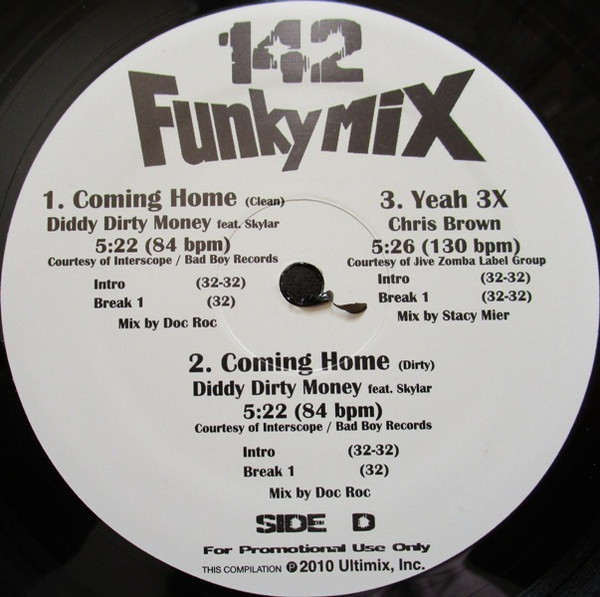 142
Funkymix
1. Coming Home (Clean)
Diddy Dirty Money feat. Skylar
5:22 (84 bpm)
Courtesy of Interscope / Bad Boy Records
Intro (32-32)
Break 1 (32)
Mix by Doc Roc
3. Yeah 3X
Chris Brown
5:26 (130 bpm)
Courtesy of Jive Zomba Label Group
Intro (32-32)
Break 1 (32-32)
Mix by Stacy Mier
2. Coming Home (Dirty)
Diddy Dirty Money feat. Skylar
5:22 (84 bpm)
Courtesy of Interscope / Bad Boy Records
Intro (32-32)
Break 1 (32)
Mix by Doc Roc
SIDE D
For Promotional Use Only
THIS COMPILATION ℗ 2010 Ultimix, Inc.